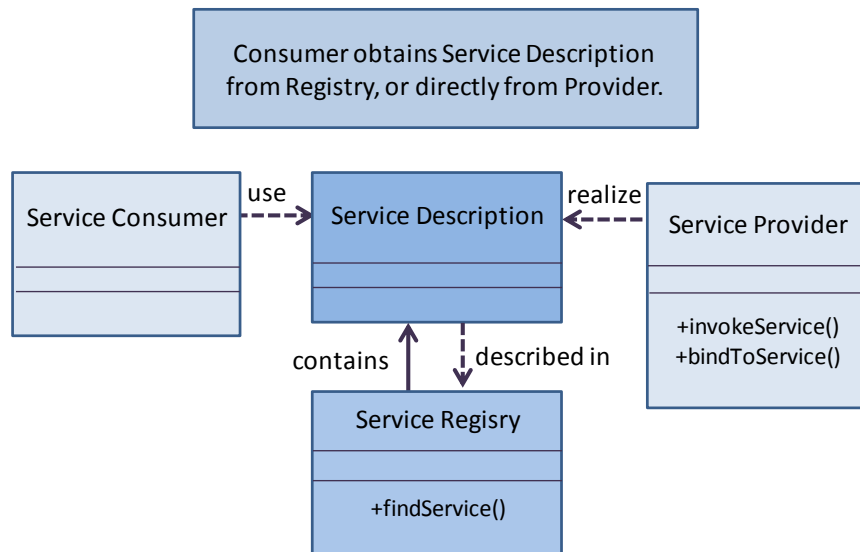 Consumer obtains Service Description
from Registry, or directly from Provider.
use
realize
Service Consumer
Service Description
Service Provider
+invokeService()
+bindToService()
contains
described in
Service Regisry
+findService()